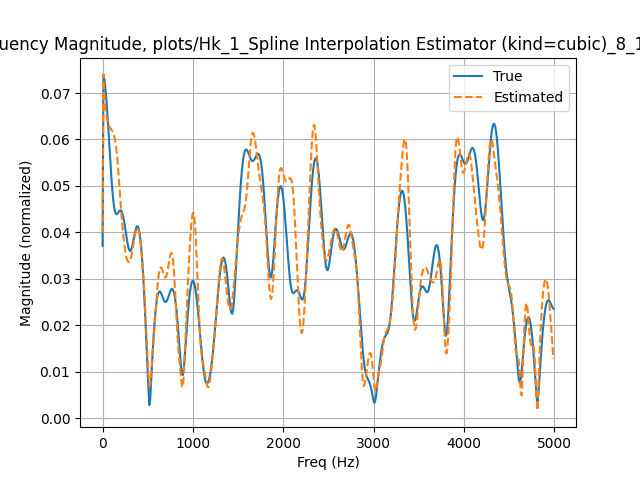 uency Magnitude, plots/Hk_1_Spline Interpolation Estimator (kind=cubic)_8_1
True
Estimated
0.07
0.06
0.05
0.04
0.03
0.02
0.01
0.00
Magnitude (normalized)
0
1000
2000
3000
4000
5000
Freq (Hz)